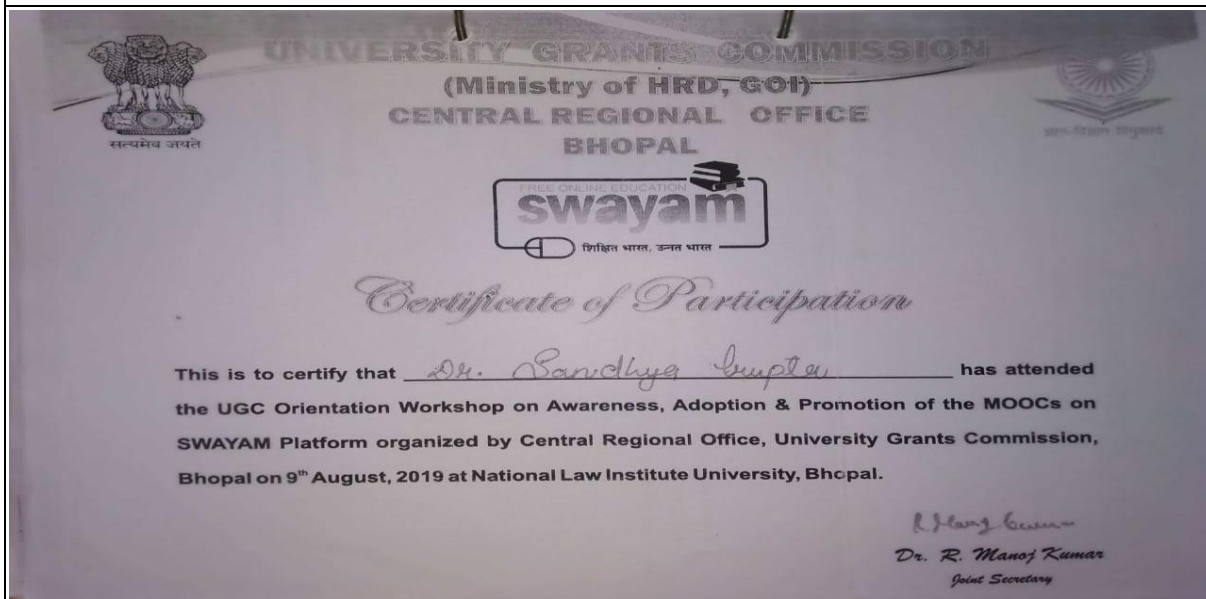 UNIVERSITY GRANTS COMMISSION
(Ministry of HRD, GOI)
CENTRAL REGIONAL OFFICE
BHOPAL
सत्यमेव जयते
ज्ञान-विज्ञान विमुक्तये
FREE ONLINE EDUCATION
swayam
शिक्षित भारत, उन्नत भारत
Certificate of Participation
This is to certify that Dr. Sandhya Gupta has attended
the UGC Orientation Workshop on Awareness, Adoption & Promotion of the MOOCs on
SWAYAM Platform organized by Central Regional Office, University Grants Commission,
Bhopal on 9th August, 2019 at National Law Institute University, Bhopal.
R Manoj Kumar
Dr. R. Manoj Kumar
Joint Secretary